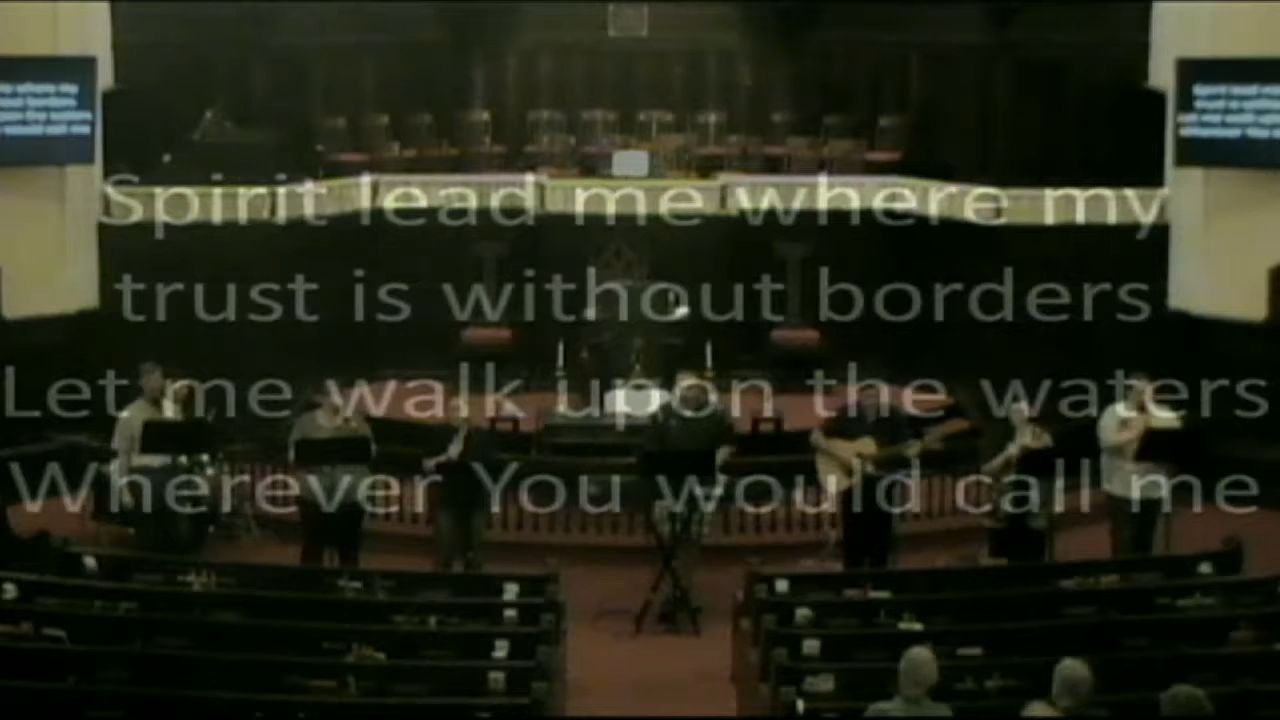 Spirit lead me where my
trust is without borders
Let me walk upon the waters
Wherever You would call me